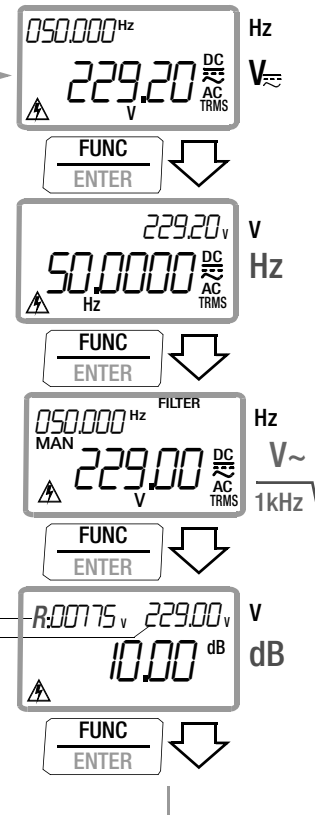 050.000 Hz Hz
229.20 V DC AC TRMS V
FUNC
ENTER
229.20 V V
50.0000 Hz DC AC TRMS Hz
FUNC
ENTER
FILTER
050.000 Hz Hz
MAN
229.00 V DC AC TRMS V~
1kHz
FUNC
ENTER
R:00775 V 229.00 V V
10.00 dB dB
FUNC
ENTER